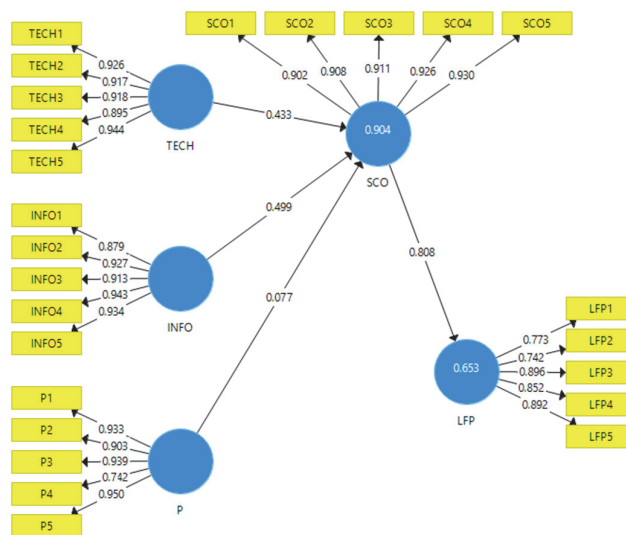 SCO1
SCO2
SCO3
SCO4
SCO5
TECH1
TECH2
TECH3
TECH4
TECH5
0.926
0.917
0.918
0.895
0.944
TECH
0.902
0.908
0.911
0.926
0.930
0.433
0.904
SCO
INFO1
INFO2
INFO3
INFO4
INFO5
0.879
0.927
0.913
0.943
0.934
INFO
0.499
0.077
0.808
P1
P2
P3
P4
P5
0.933
0.903
0.939
0.742
0.950
P
0.653
LFP
0.773
0.742
0.896
0.852
0.892
LFP1
LFP2
LFP3
LFP4
LFP5